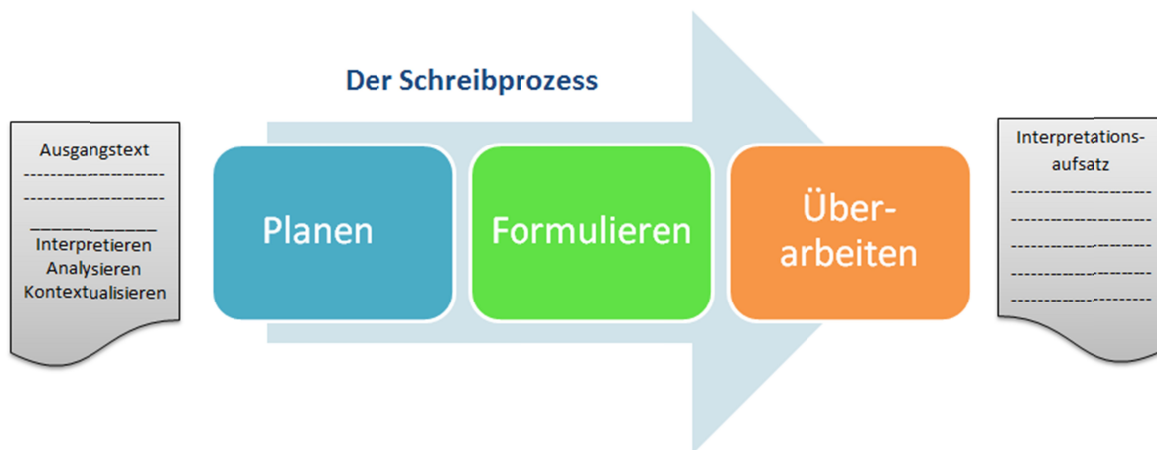 Der Schreibprozess
Ausgangstext
Interpretieren
Analysieren
Kontextualisieren
Planen
Formulieren
Über-
arbeiten
Interpretations-
aufsatz